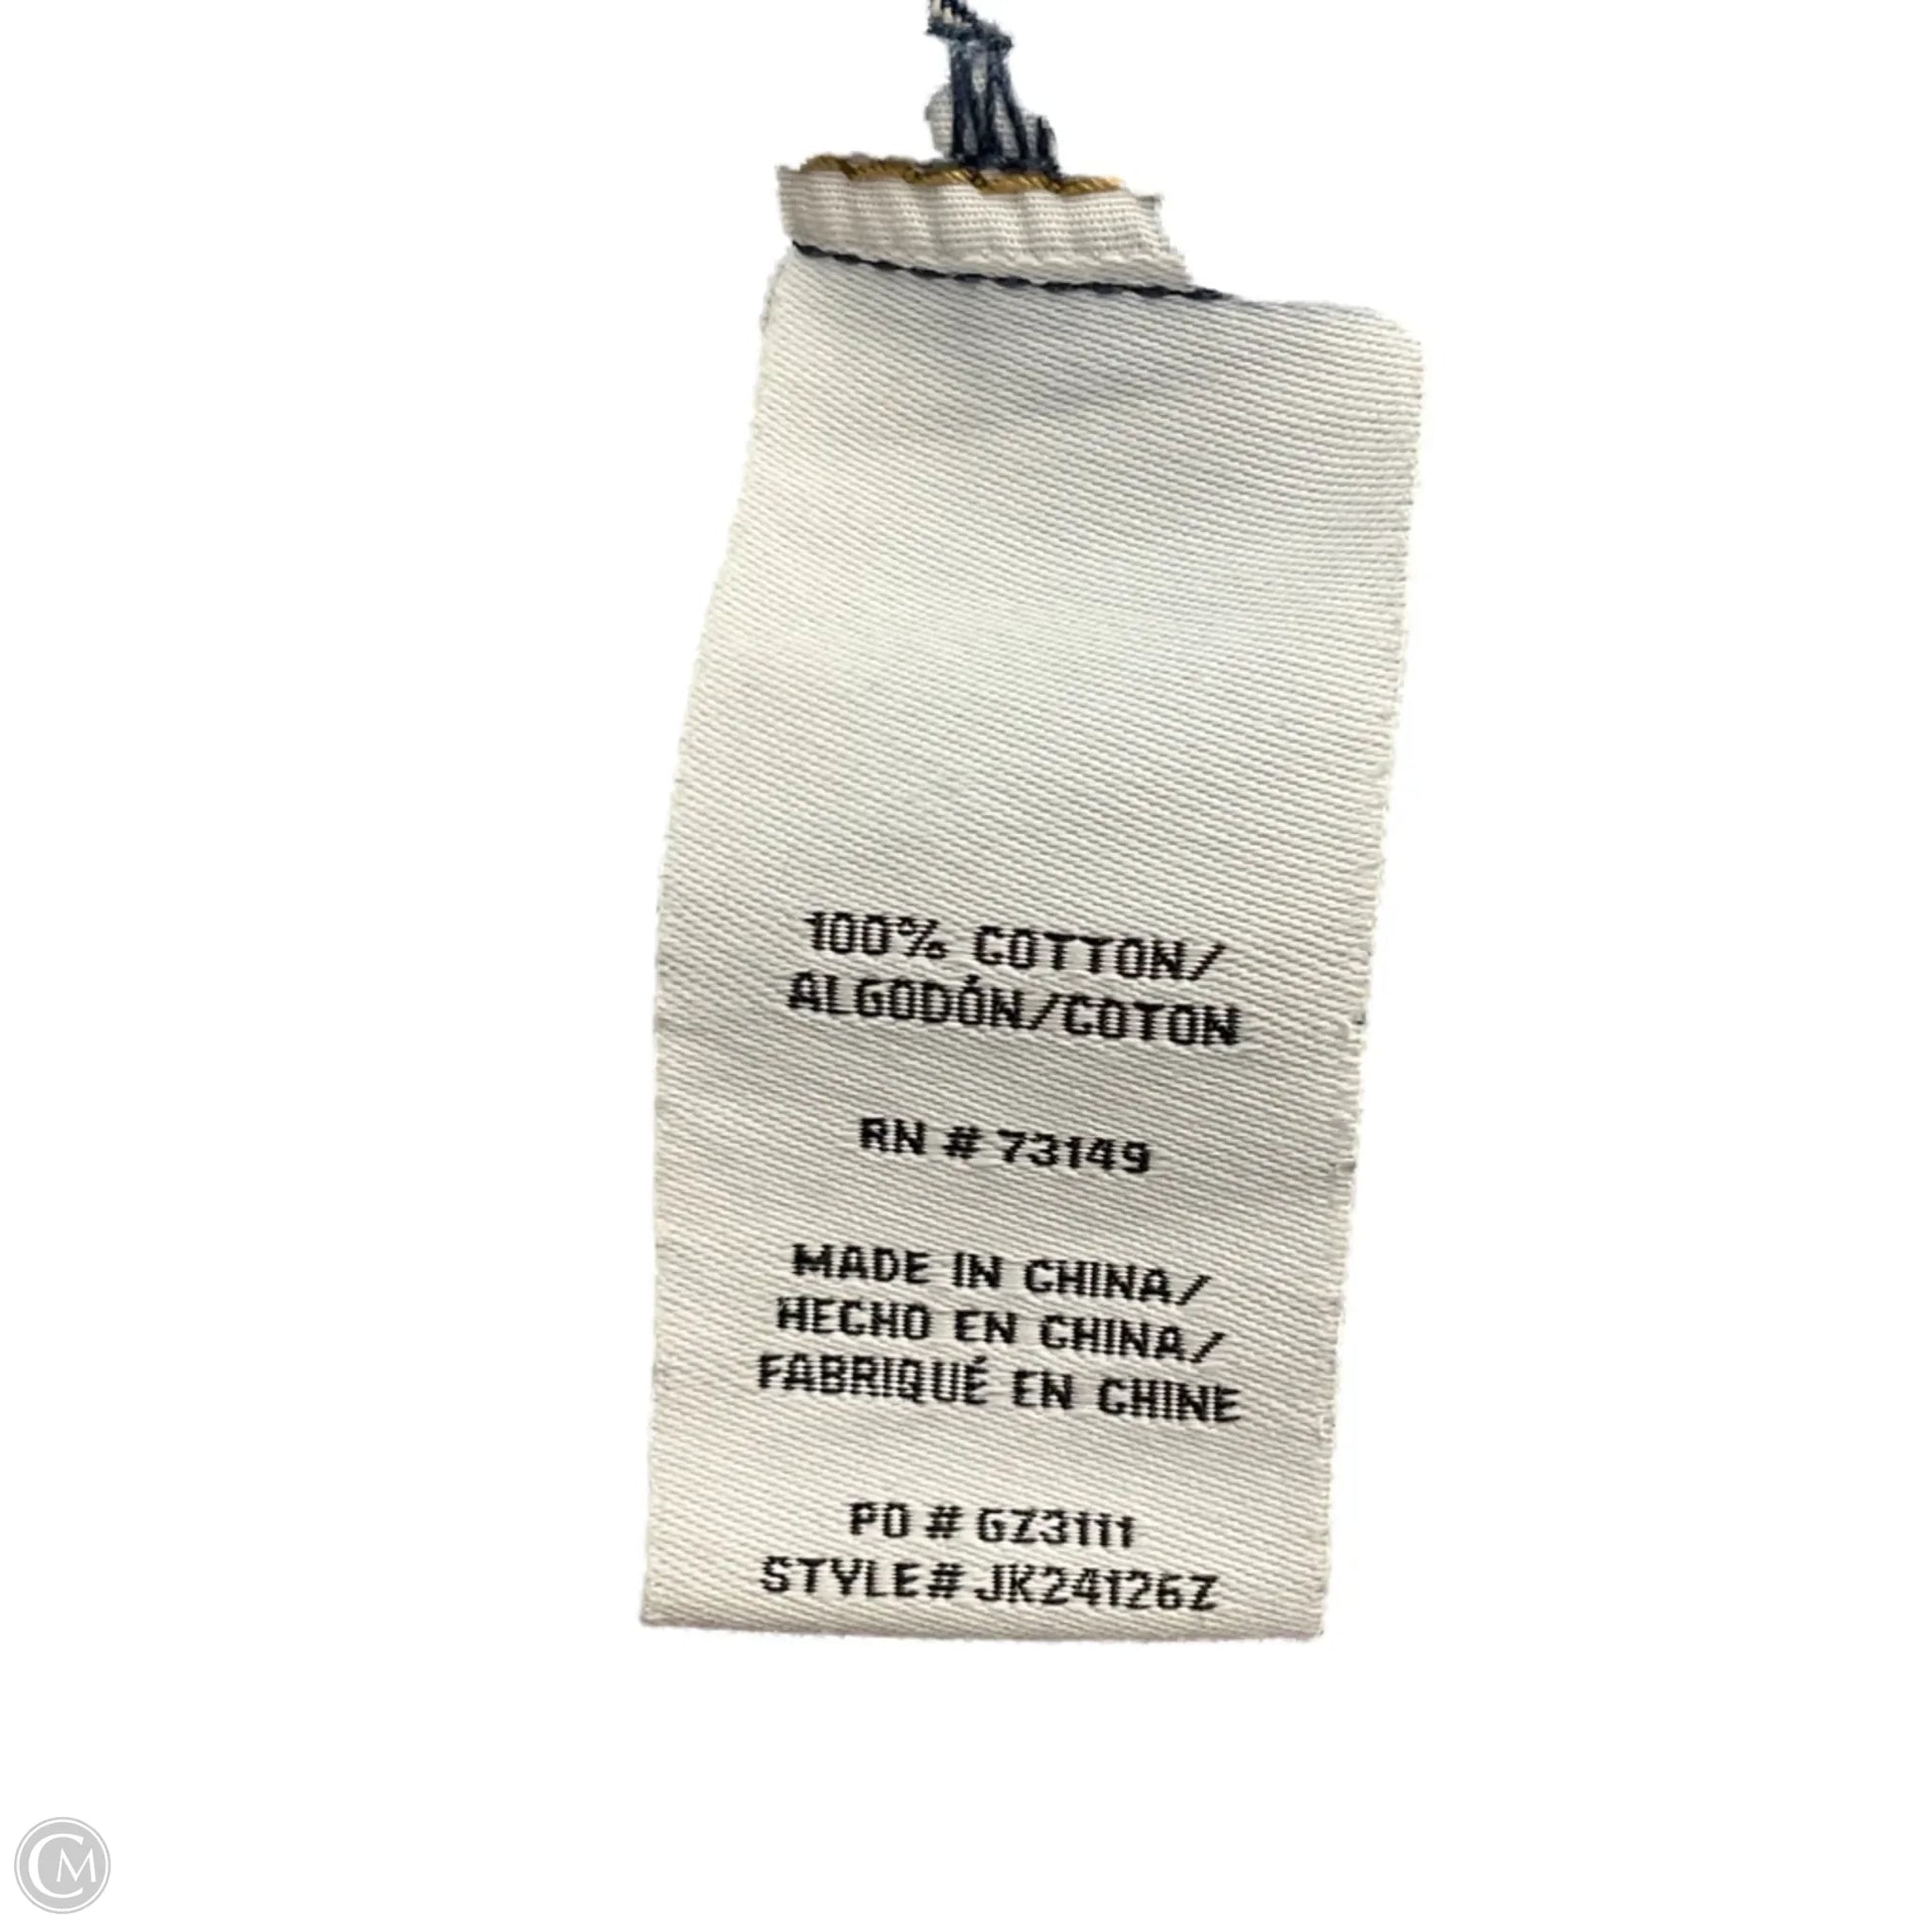 100% COTTON/
ALGODÓN/COTON
RN # 73149
MADE IN CHINA/
HECHO EN CHINA/
FABRIQUÉ EN CHINE
PO # GZ3111
STYLE# JK24126Z
CM